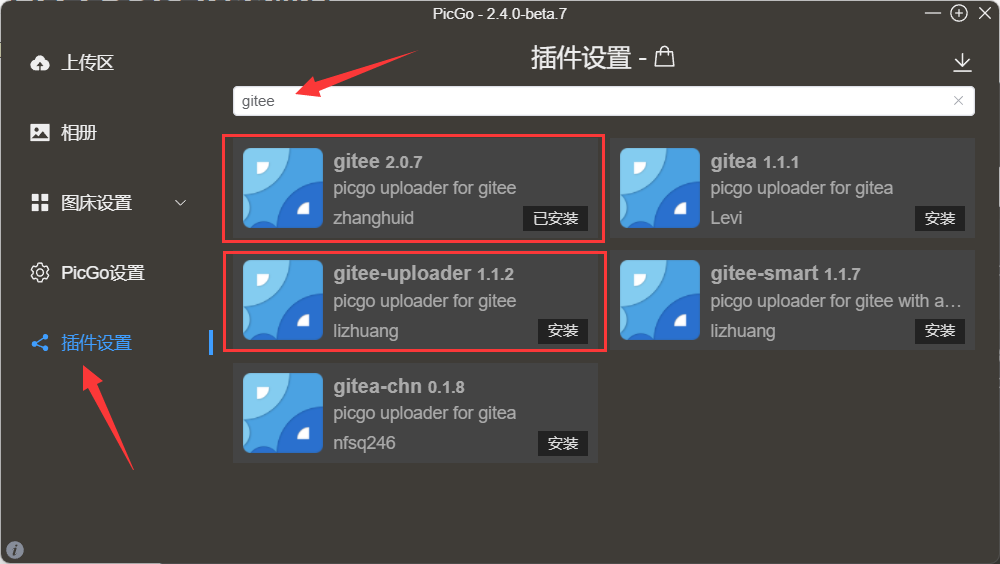 PicGo - 2.4.0-beta.7
上传区
相册
图床设置
PicGo设置
插件设置
插件设置 -
gitee
gitee 2.0.7
picgo uploader for gitee
zhanghuid
已安装
gitea 1.1.1
picgo uploader for gitea
Levi
安装
gitee-uploader 1.1.2
picgo uploader for gitee
lizhuang
安装
gitee-smart 1.1.7
picgo uploader for gitee with a…
lizhuang
安装
gitea-chn 0.1.8
picgo uploader for gitea
nfsq246
安装